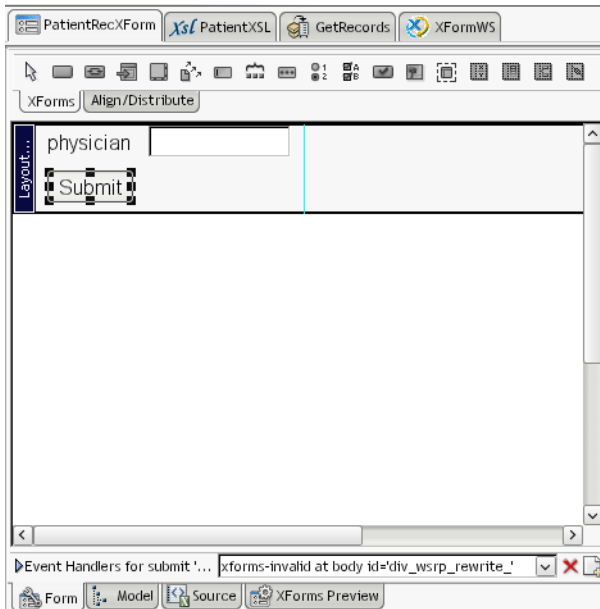 PatientRecXForm Xsl PatientXSL GetRecords XFormWS
XForms Align/Distribute
Layout...
physician
Submit
Event Handlers for submit '... xforms-invalid at body id='div_wsrp_rewrite_'
Form Model Source XForms Preview